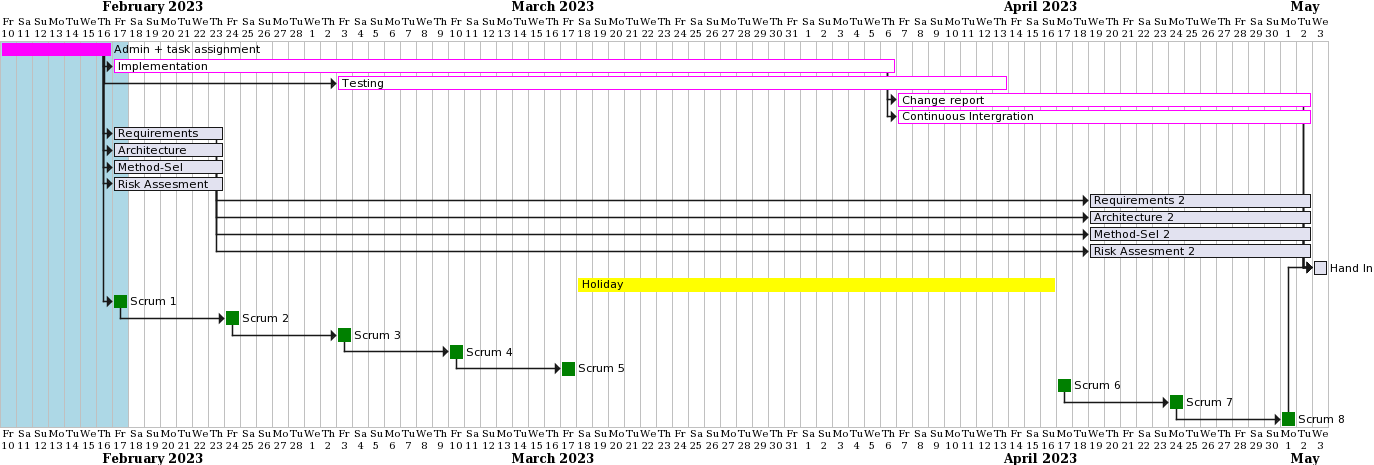 February 2023 March 2023 April 2023 May
Fr Sa Su Mo Tu We Th Fr Sa Su Mo Tu We Th Fr Sa Su Mo Tu We Th Fr Sa Su Mo Tu We Th Fr Sa Su Mo Tu We Th Fr Sa Su Mo Tu We Th Fr Sa Su Mo Tu We Th Fr Sa Su Mo Tu We Th Fr Sa Su Mo Tu We Th Fr Sa Su Mo Tu We Th Fr Sa Su Mo Tu We Th Fr Sa Su Mo Tu We
10 11 12 13 14 15 16 17 18 19 20 21 22 23 24 25 26 27 28 1 2 3 4 5 6 7 8 9 10 11 12 13 14 15 16 17 18 19 20 21 22 23 24 25 26 27 28 29 30 31 1 2 3 4 5 6 7 8 9 10 11 12 13 14 15 16 17 18 19 20 21 22 23 24 25 26 27 28 29 30 1 2 3
Admin + task assignment
Implementation
Testing
Change report
Continuous Intergration
Requirements
Architecture
Method-Sel
Risk Assesment
Requirements 2
Architecture 2
Method-Sel 2
Risk Assesment 2
Hand In
Holiday
Scrum 1
Scrum 2
Scrum 3
Scrum 4
Scrum 5
Scrum 6
Scrum 7
Scrum 8
Fr Sa Su Mo Tu We Th Fr Sa Su Mo Tu We Th Fr Sa Su Mo Tu We Th Fr Sa Su Mo Tu We Th Fr Sa Su Mo Tu We Th Fr Sa Su Mo Tu We Th Fr Sa Su Mo Tu We Th Fr Sa Su Mo Tu We Th Fr Sa Su Mo Tu We Th Fr Sa Su Mo Tu We Th Fr Sa Su Mo Tu We Th Fr Sa Su Mo Tu We
10 11 12 13 14 15 16 17 18 19 20 21 22 23 24 25 26 27 28 1 2 3 4 5 6 7 8 9 10 11 12 13 14 15 16 17 18 19 20 21 22 23 24 25 26 27 28 29 30 31 1 2 3 4 5 6 7 8 9 10 11 12 13 14 15 16 17 18 19 20 21 22 23 24 25 26 27 28 29 30 1 2 3
February 2023 March 2023 April 2023 May